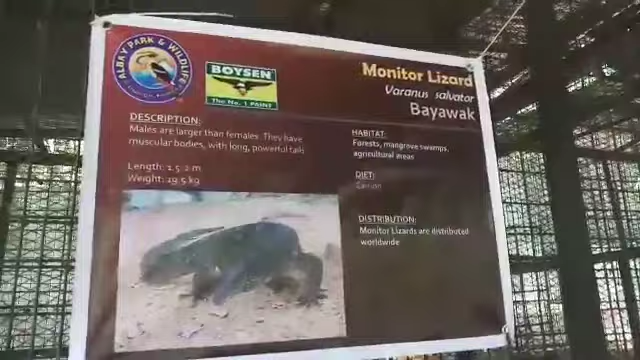 ALBAY PARK & WILDLIFE
BOYSEN
The No. 1 PAINT
Monitor Lizard
Varanus salvator
Bayawak
DESCRIPTION:
Males are larger than females. They have
muscular bodies, with long, powerful tails
Length: 1.5-2 m
Weight: 19.5 kg
HABITAT:
Forests, mangrove swamps,
agricultural areas
DIET:
Carrion
DISTRIBUTION:
Monitor Lizards are distributed
worldwide